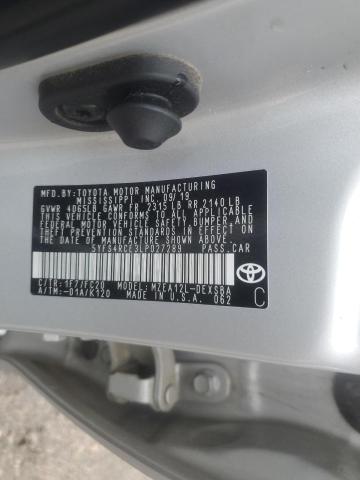 MFD. BY: TOYOTA MOTOR MANUFACTURING
MISSISSIPPI, INC. 09/19
GVWR 4065LB GAWR FR 2315LB RR 2140LB
THIS VEHICLE CONFORMS TO ALL APPLICABLE
FEDERAL MOTOR VEHICLE SAFETY, BUMPER, AND
THEFT PREVENTION STANDARDS IN EFFECT ON
THE DATE OF MANUFACTURE SHOWN ABOVE.
5YFS4RCE3LP027289 PASS.CAR
C/TR: 1F7/FC20 MODEL: MZEA12L-DEXSBA
A/TM: -01A/K120 MADE IN U.S.A. 062
C